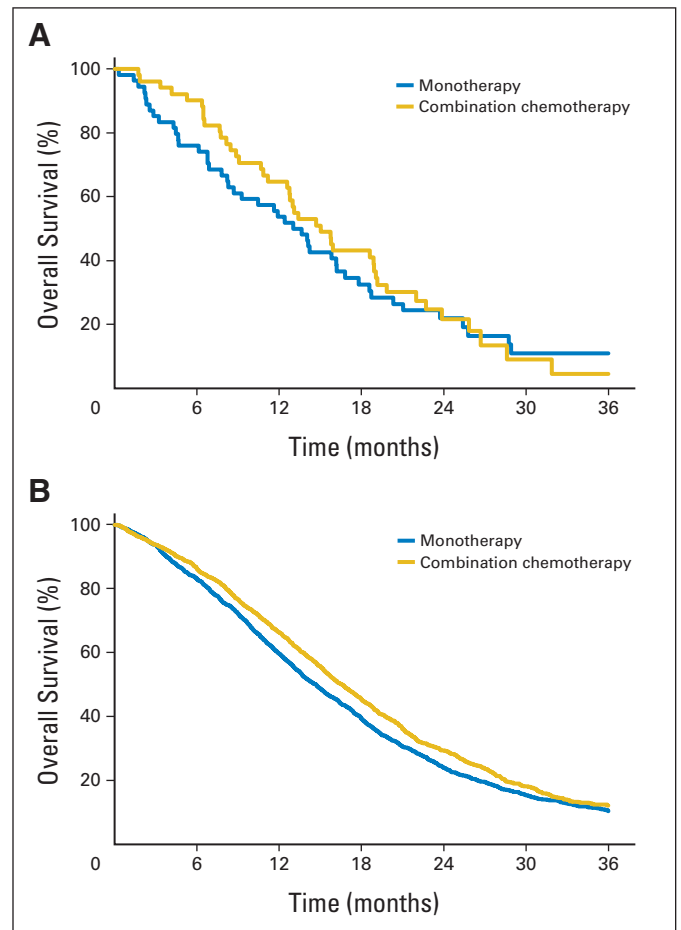 A
100
80
60
40
20
0
Overall Survival (%)
Monotherapy
Combination chemotherapy
6 12 18 24 30 36
Time (months)
B
100
80
60
40
20
0
Overall Survival (%)
Monotherapy
Combination chemotherapy
6 12 18 24 30 36
Time (months)